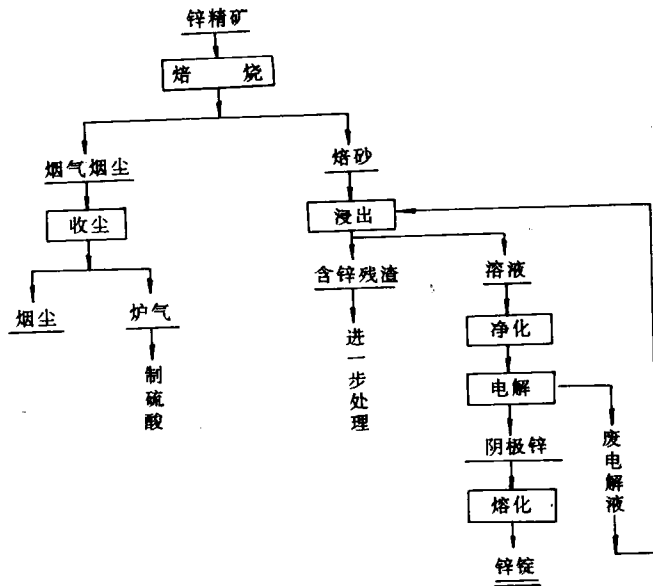 锌精矿
焙烧
烟气烟尘
焙砂
收尘
浸出
含锌残渣
溶液
烟尘
炉气
净化
制硫酸
进一步处理
电解
阴极锌
废电解液
熔化
锌锭